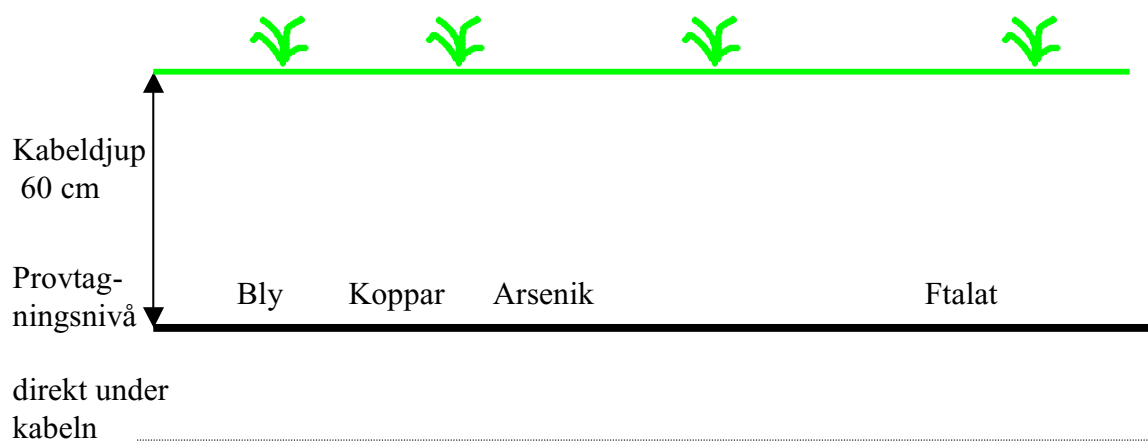 Kabeldjup
60 cm
Provtag-
ningsnivå
Bly Koppar Arsenik Ftalat
direkt under
kabeln